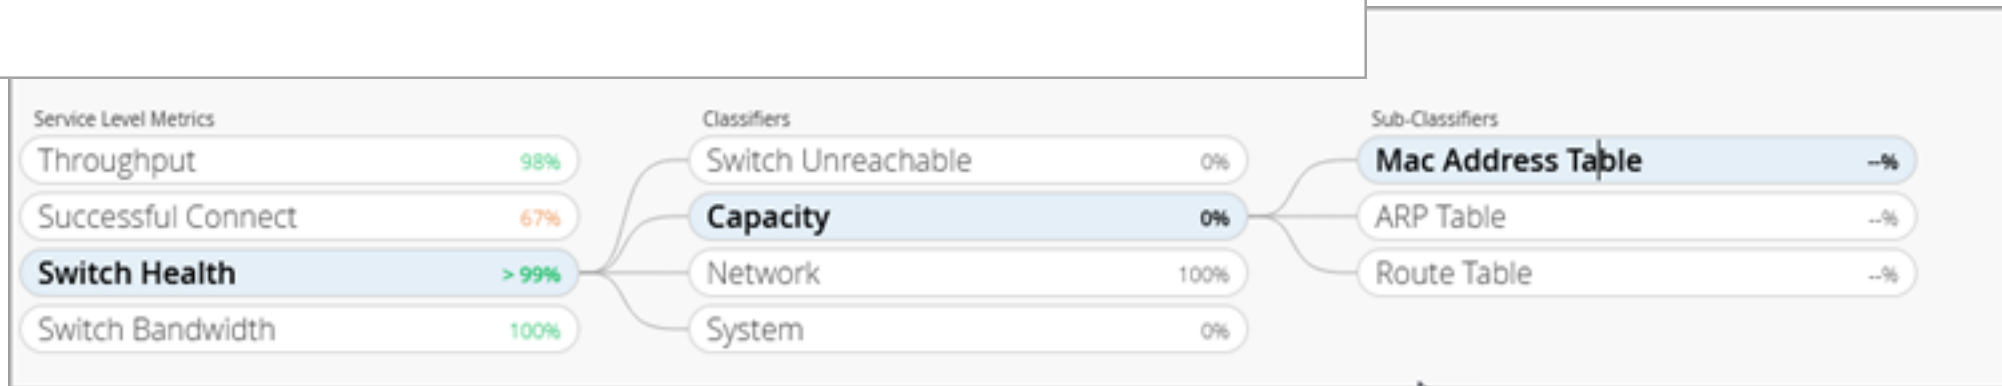 Service Level Metrics
Throughput 98%
Successful Connect 67%
Switch Health > 99%
Switch Bandwidth 100%
Classifiers
Switch Unreachable 0%
Capacity 0%
Network 100%
System 0%
Sub-Classifiers
Mac Address Table --%
ARP Table --%
Route Table --%